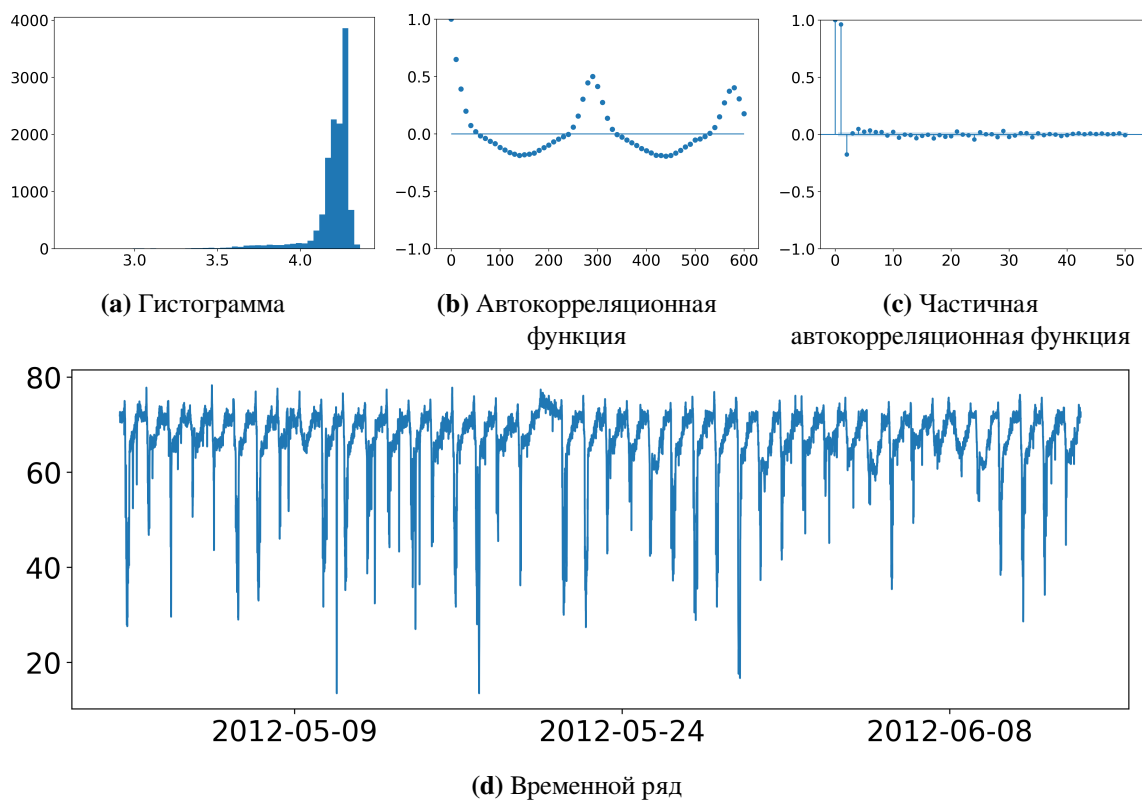 4000
3000
2000
1000
0
3.0 3.5 4.0
1.0
0.5
0.0
−0.5
−1.0
0 100 200 300 400 500 600
1.0
0.5
0.0
−0.5
−1.0
0 10 20 30 40 50
(a) Гистограмма
(b) Автокорреляционная
функция
(c) Частичная
автокорреляционная функция
80
60
40
20
2012-05-09 2012-05-24 2012-06-08
(d) Временной ряд